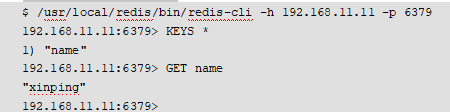 $ /usr/local/redis/bin/redis-cli -h 192.168.11.11 -p 6379
192.168.11.11:6379> KEYS *
1) "name"
192.168.11.11:6379> GET name
"xinping"
192.168.11.11:6379>